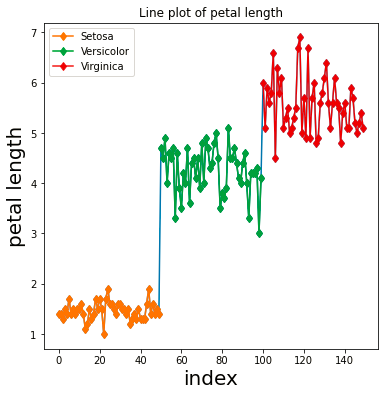 Line plot of petal length
Setosa
Versicolor
Virginica
7
6
5
4
3
2
1
petal length
0 20 40 60 80 100 120 140
index